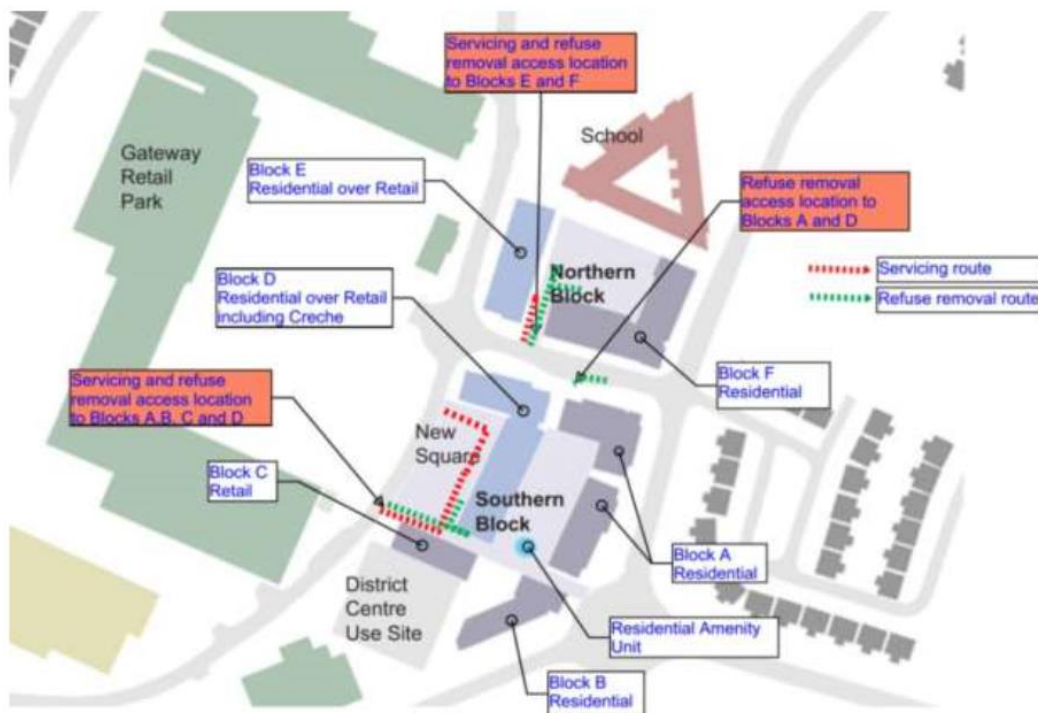 Servicing and refuse
removal access location
to Blocks E and F
School
Gateway
Retail
Park
Block E
Residential over Retail
Refuse removal
access location to
Blocks A and D
Servicing route
Refuse removal route
Northern
Block
Block D
Residential over Retail
including Creche
Block F
Residential
Servicing and refuse
removal access location
to Blocks A,B, C and D
New
Square
Block C
Retail
Southern
Block
Block A
Residential
District
Centre
Use Site
Residential Amenity
Unit
Block B
Residential